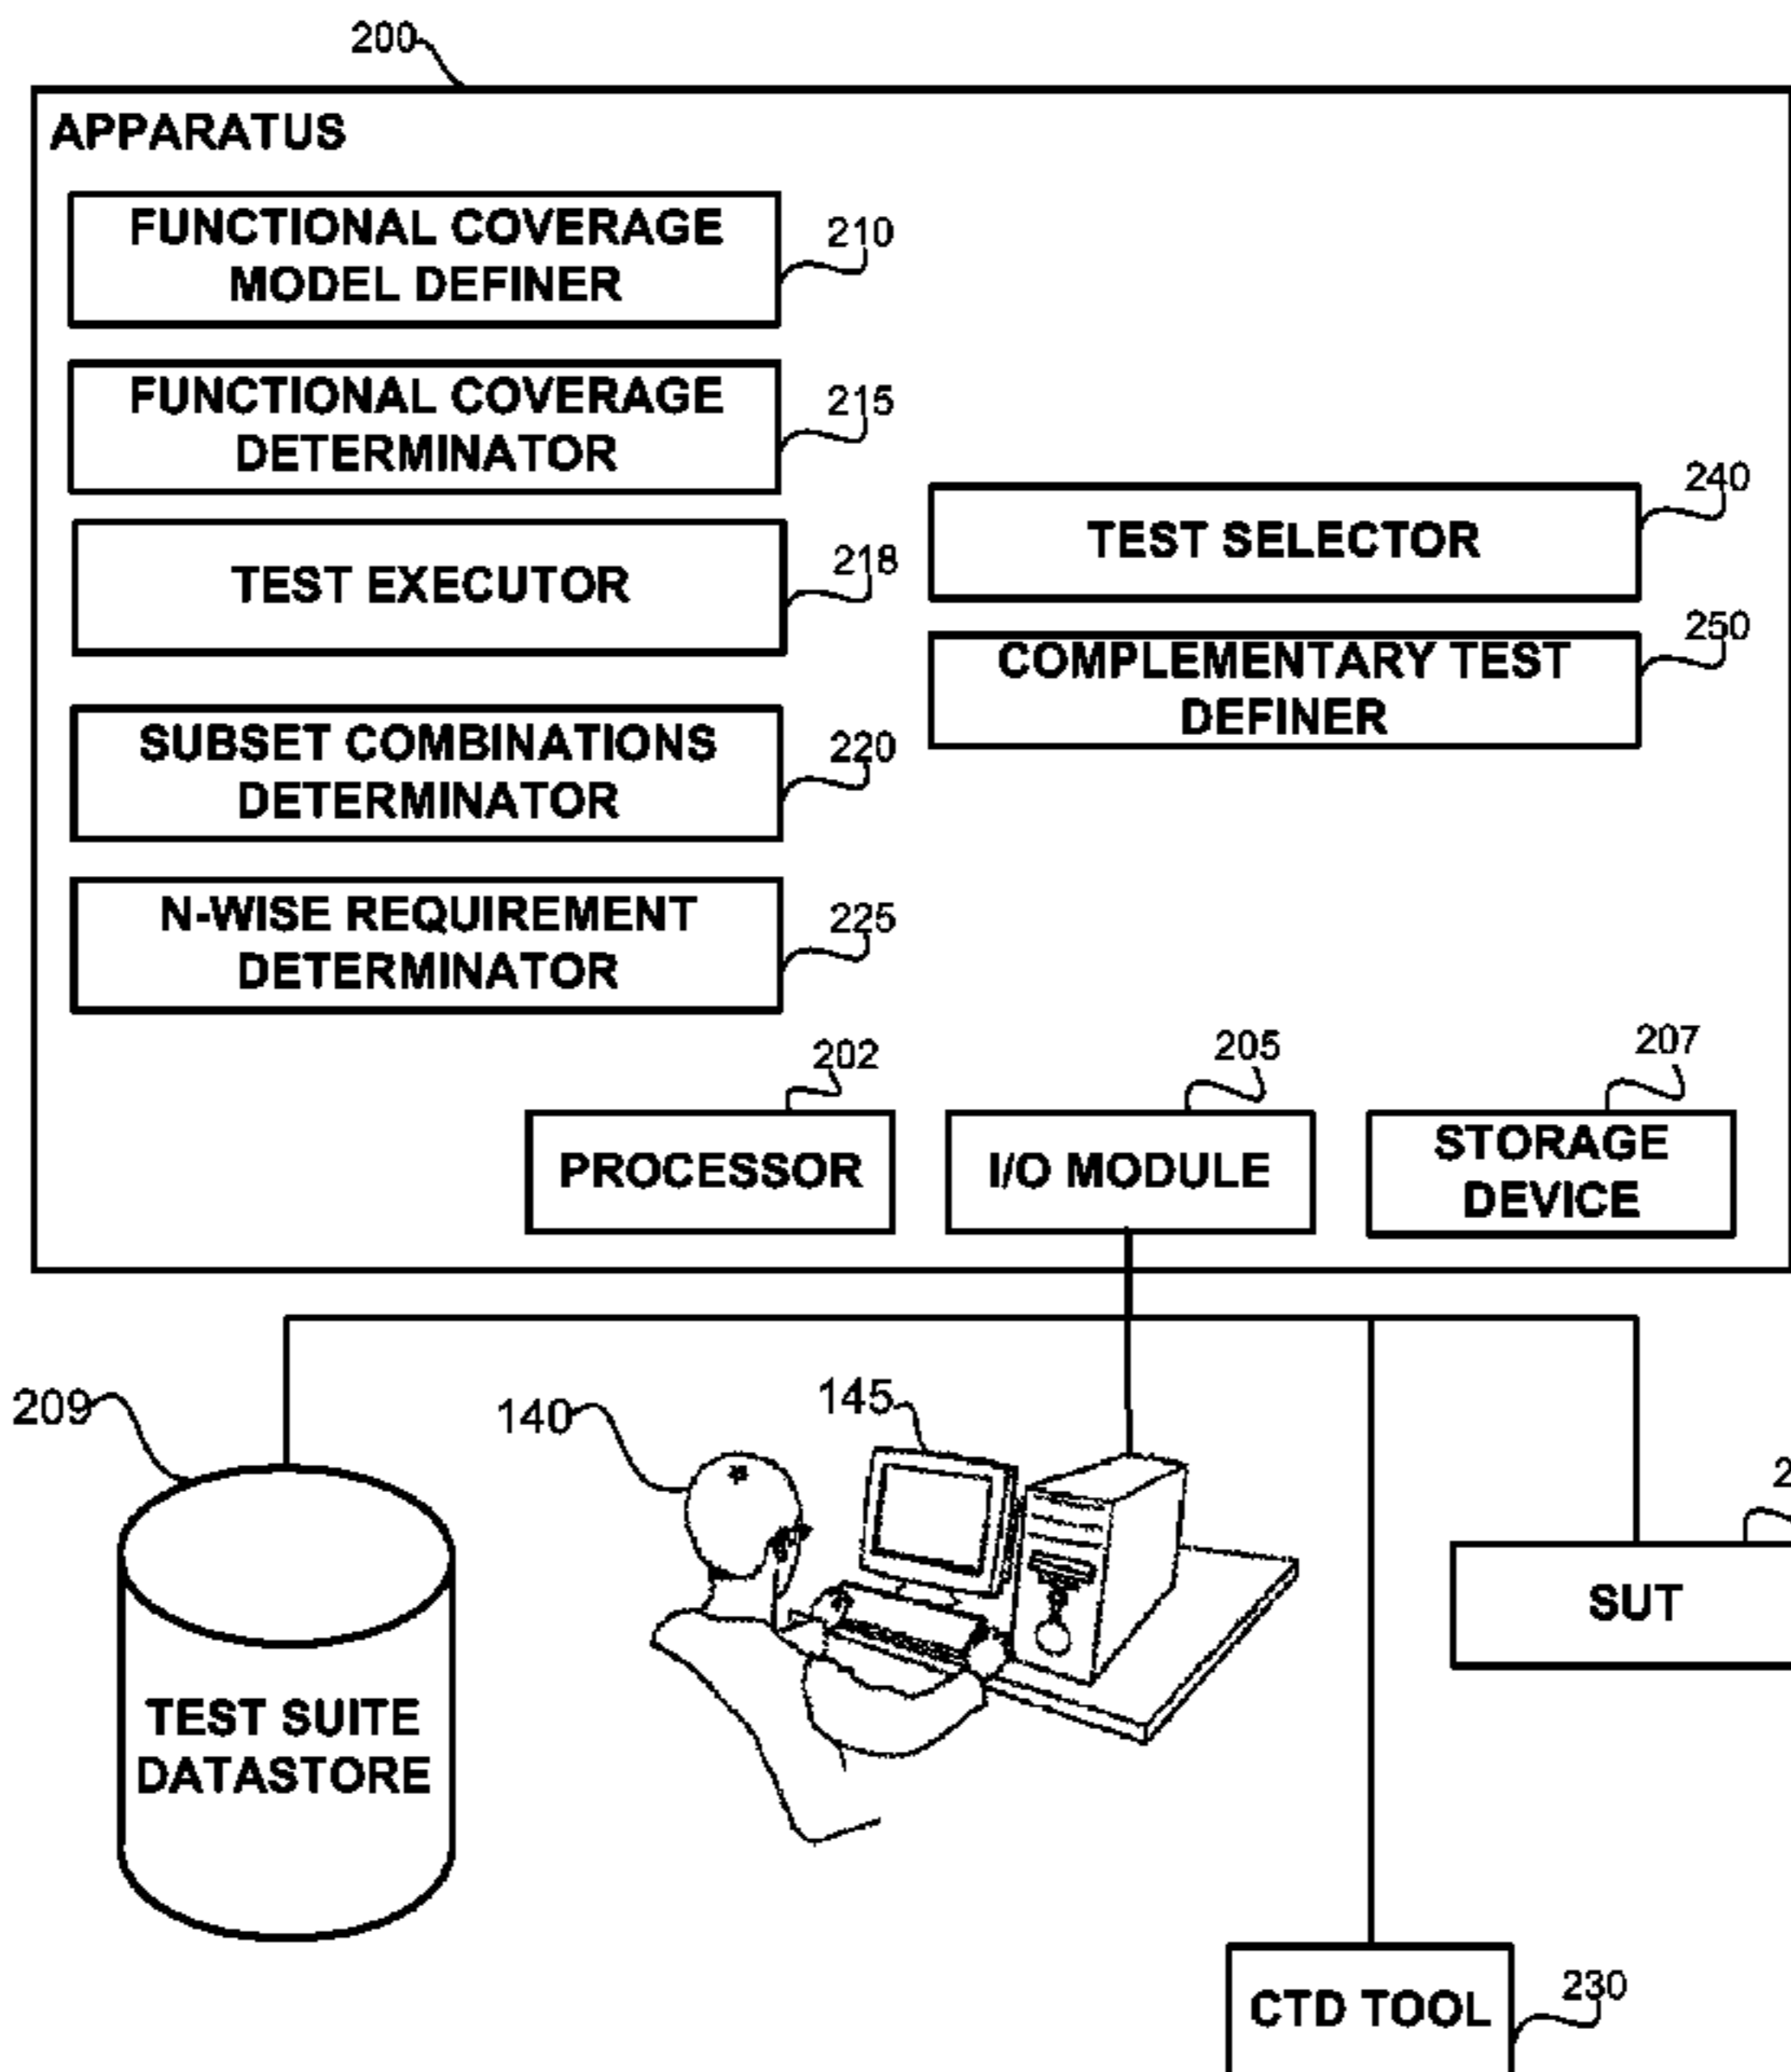 200
APPARATUS
FUNCTIONAL COVERAGE
MODEL DEFINER
210
FUNCTIONAL COVERAGE
DETERMINATOR
215
TEST EXECUTOR
218
SUBSET COMBINATIONS
DETERMINATOR
220
N-WISE REQUIREMENT
DETERMINATOR
225
TEST SELECTOR
240
COMPLEMENTARY TEST
DEFINER
250
202
PROCESSOR
205
I/O MODULE
207
STORAGE
DEVICE
209
TEST SUITE
DATASTORE
140
145
SUT
CTD TOOL
230